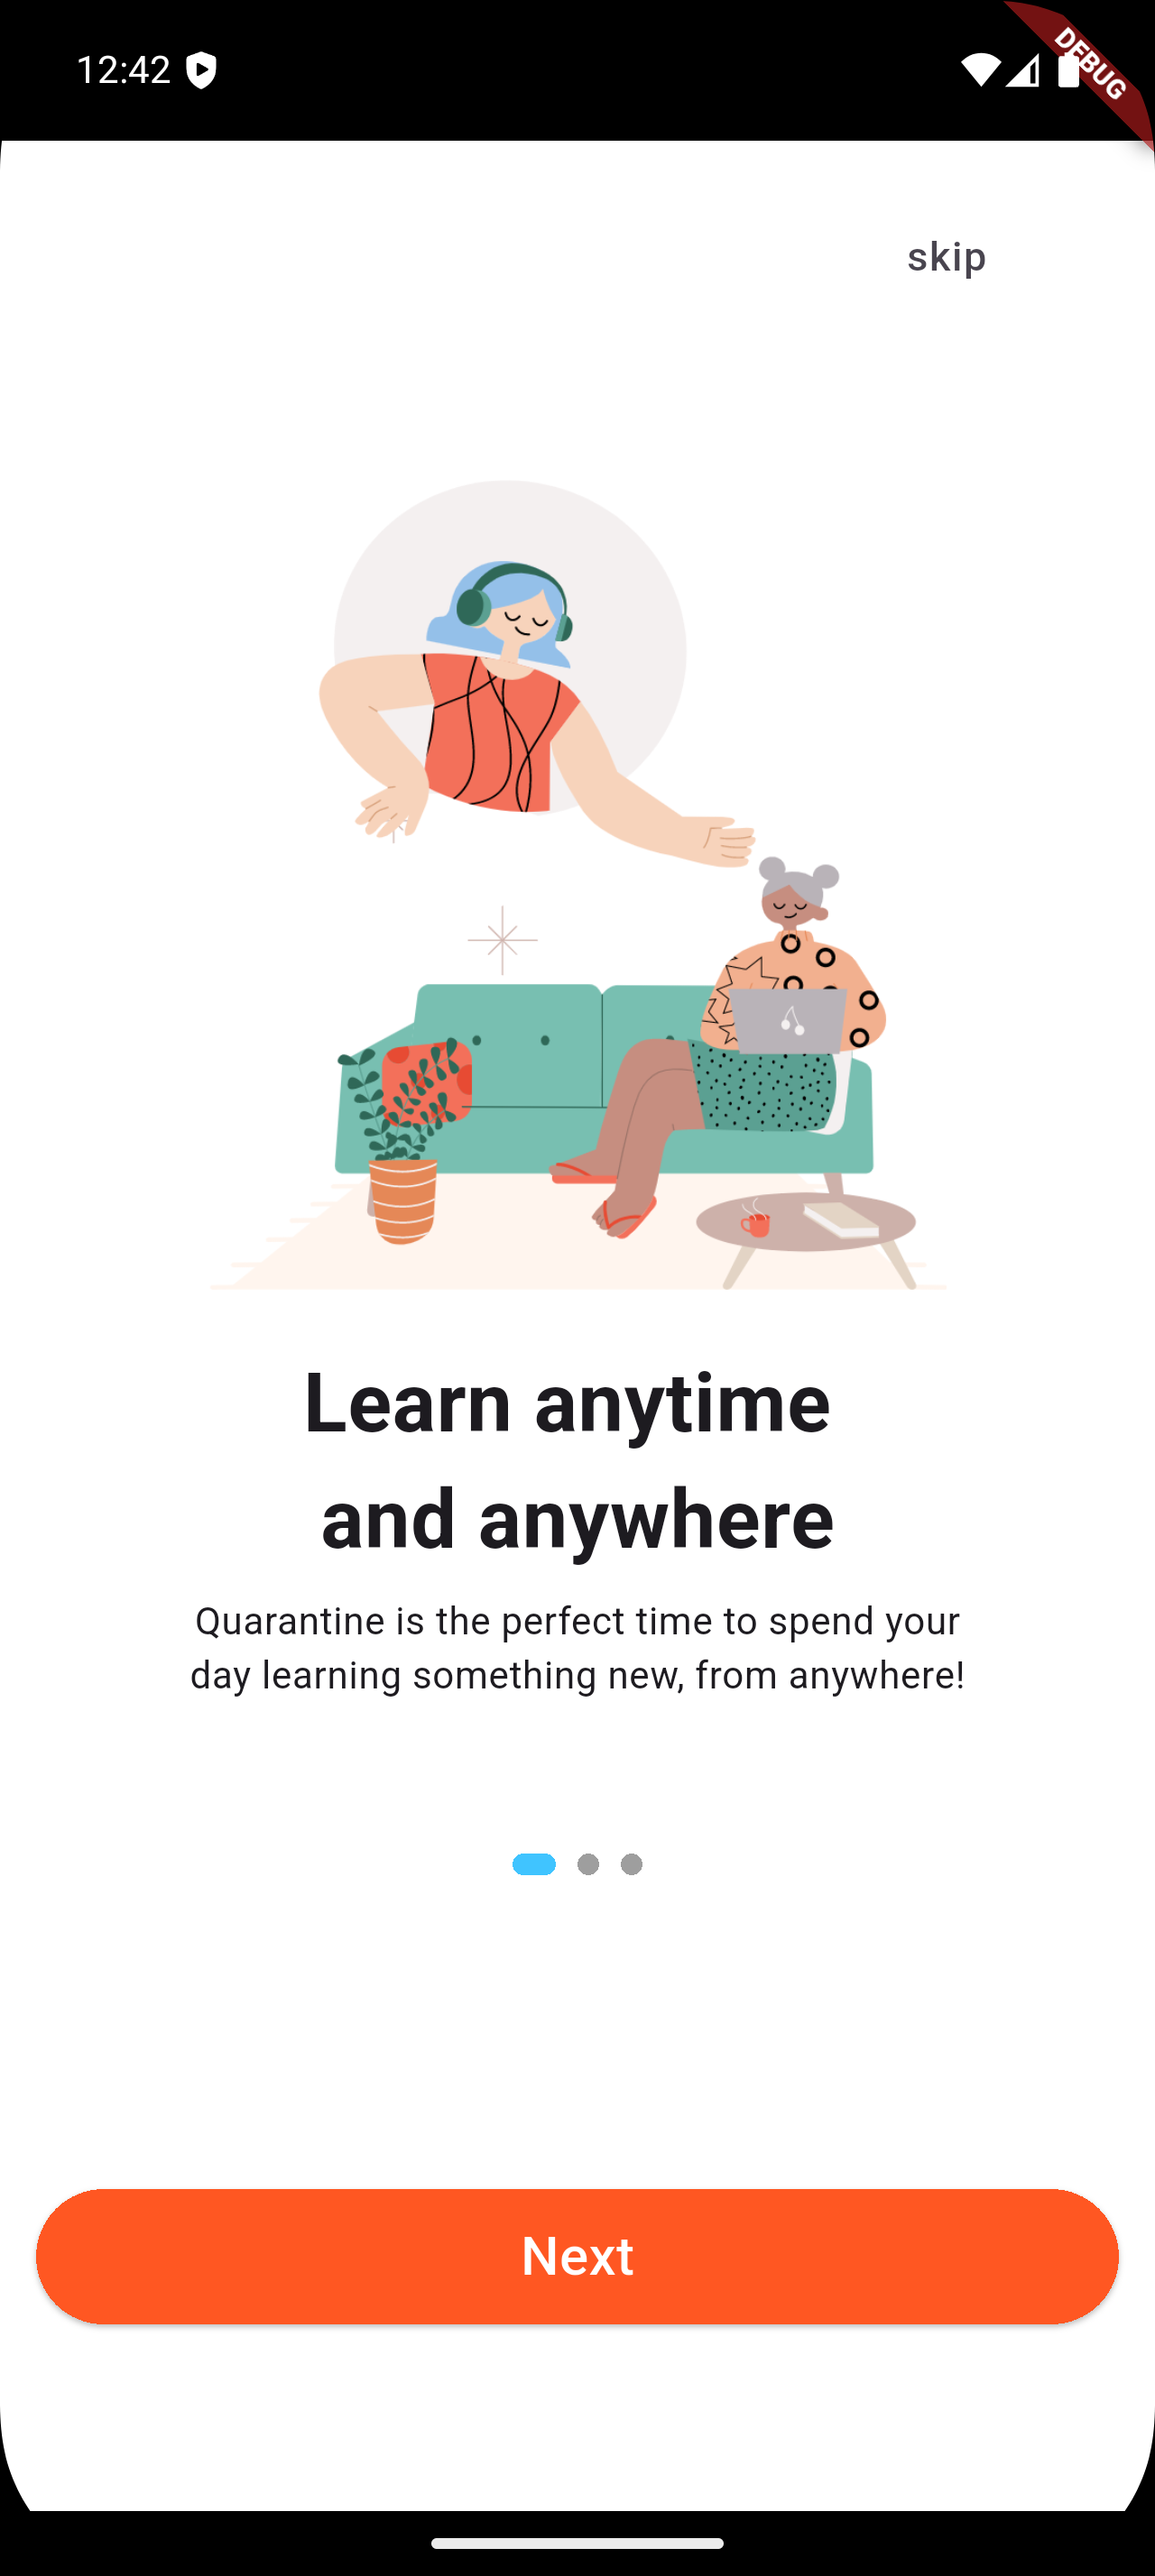 12:42
DEBUG
skip
Learn anytime
and anywhere
Quarantine is the perfect time to spend your
day learning something new, from anywhere!
Next